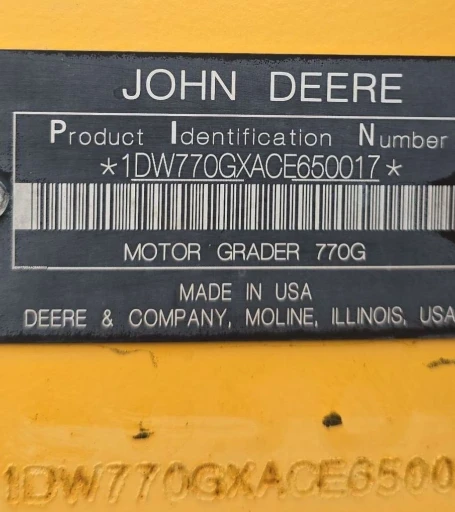 JOHN DEERE
Product Identification Number
*1DW770GXACE650017*
MOTOR GRADER 770G
MADE IN USA
DEERE & COMPANY, MOLINE, ILLINOIS, USA
1DW770GXACE6500